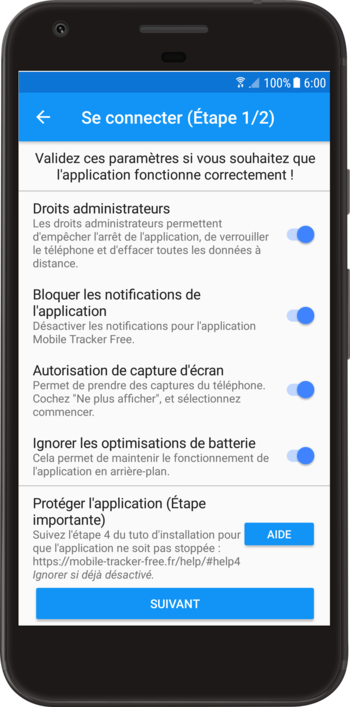 100% 6:00
Se connecter (Étape 1/2)
Validez ces paramètres si vous souhaitez que
l'application fonctionne correctement !
Droits administrateurs
Les droits administrateurs permettent
d'empêcher l'arrêt de l'application, de verrouiller
le téléphone et d'effacer toutes les données à
distance.
Bloquer les notifications de
l'application
Désactiver les notifications pour l'application
Mobile Tracker Free.
Autorisation de capture d'écran
Permet de prendre des captures du téléphone.
Cochez "Ne plus afficher", et sélectionnez
commencer.
Ignorer les optimisations de batterie
Cela permet de maintenir le fonctionnement de
l'application en arrière-plan.
Protéger l'application (Étape
importante)
Suivez l'étape 4 du tuto d'installation pour
que l'application ne soit pas stoppée :
https://mobile-tracker-free.fr/help/#help4
Ignorer si déjà désactivé.
AIDE
SUIVANT